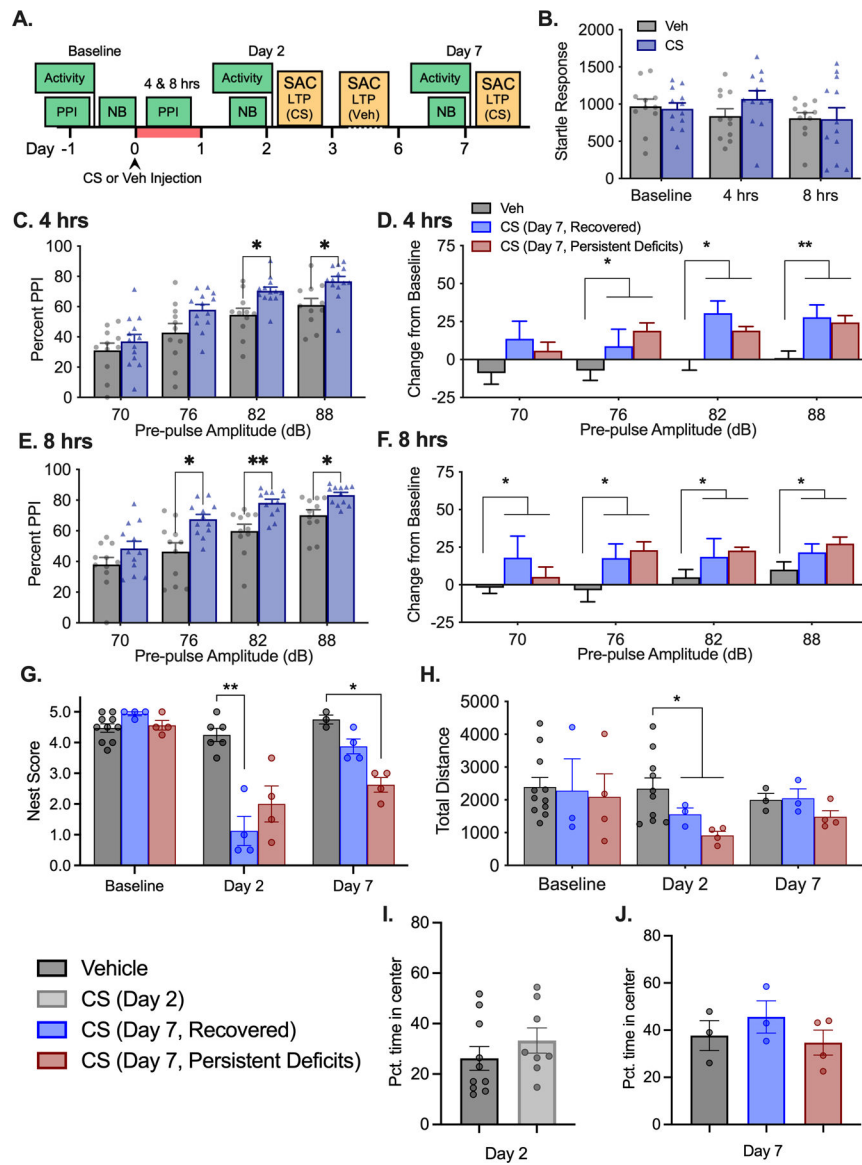 A.
Baseline
Day 2
Day 7
Activity
4 & 8 hrs
Activity
SAC
LTP
(CS)
SAC
LTP
(Veh)
Activity
SAC
LTP
(CS)
PPI
NB
PPI
NB
NB
Day -1 0 1 2 3 6 7
CS or Veh Injection
B.
Veh
CS
Startle Response
2000
1500
1000
500
0
Baseline 4 hrs 8 hrs
C. 4 hrs
Percent PPI
100
80
60
40
20
0
* *
70 76 82 88
Pre-pulse Amplitude (dB)
Veh
CS (Day 7, Recovered)
CS (Day 7, Persistent Deficits)
D. 4 hrs
Change from Baseline
75
50
25
0
-25
* * **
70 76 82 88
Pre-pulse Amplitude (dB)
E. 8 hrs
Percent PPI
100
80
60
40
20
0
* ** *
70 76 82 88
Pre-pulse Amplitude (dB)
F. 8 hrs
Change from Baseline
75
50
25
0
-25
* * * *
70 76 82 88
Pre-pulse Amplitude (dB)
G.
Nest Score
5.0
4.0
3.0
2.0
1.0
0.0
** *
Baseline Day 2 Day 7
H.
Total Distance
5000
4000
3000
2000
1000
0
*
Baseline Day 2 Day 7
Vehicle
CS (Day 2)
CS (Day 7, Recovered)
CS (Day 7, Persistent Deficits)
I.
Pct. time in center
80
60
40
20
0
Day 2
J.
Pct. time in center
80
60
40
20
0
Day 7